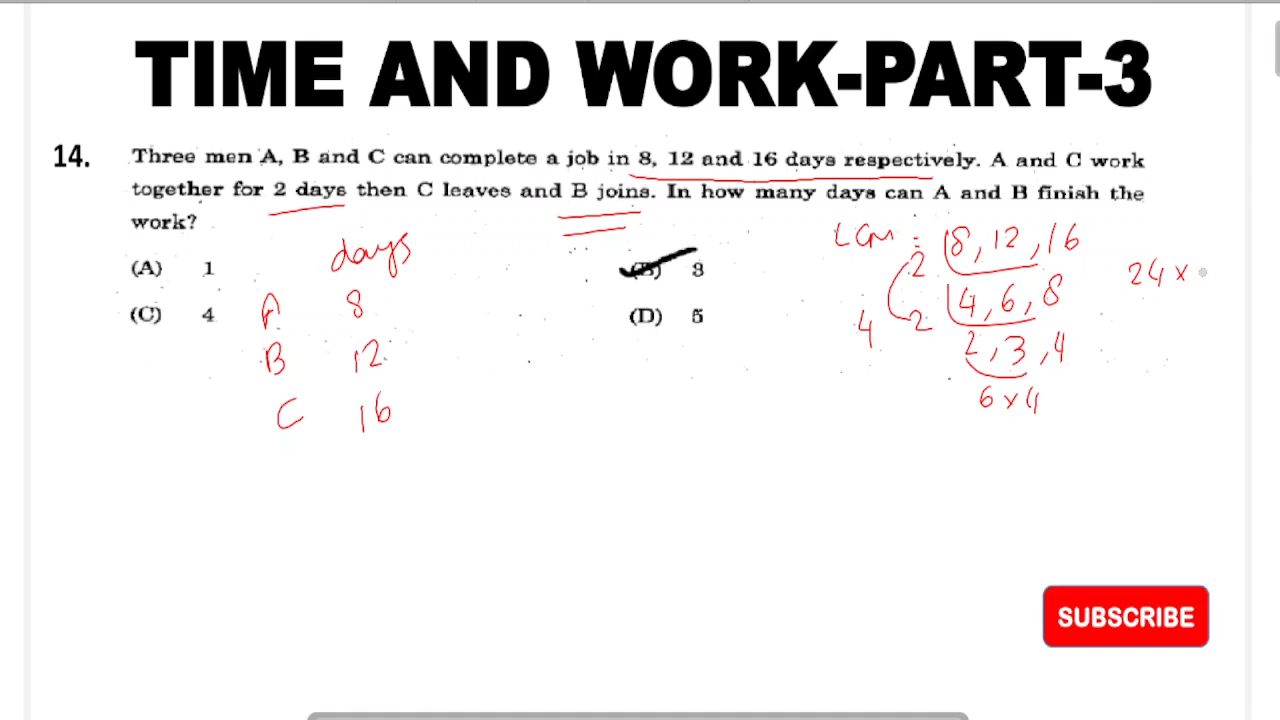 TIME AND WORK-PART-3
14. Three men A, B and C can complete a job in 8, 12 and 16 days respectively. A and C work
together for 2 days then C leaves and B joins. In how many days can A and B finish the
work?
(A) 1 (B) 3
(C) 4 (D) 5
days
A 8
B 12
C 16
LCM = 8, 12, 16
2
4, 6, 8
2
4
2, 3, 4
6 x 4
24 x
SUBSCRIBE